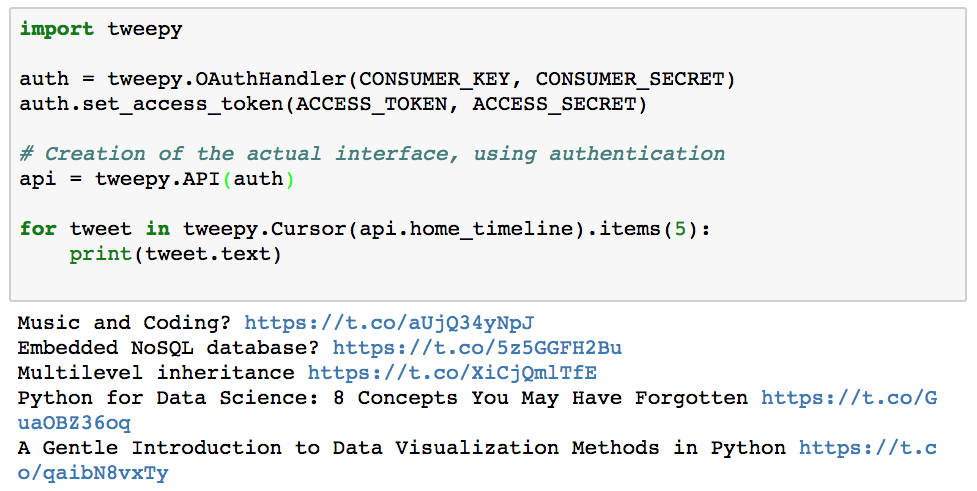 import tweepy
auth = tweepy.OAuthHandler(CONSUMER_KEY, CONSUMER_SECRET)
auth.set_access_token(ACCESS_TOKEN, ACCESS_SECRET)
# Creation of the actual interface, using authentication
api = tweepy.API(auth)
for tweet in tweepy.Cursor(api.home_timeline).items(5):
    print(tweet.text)
Music and Coding? https://t.co/aUjQ34yNpJ
Embedded NoSQL database? https://t.co/5z5GGFH2Bu
Multilevel inheritance https://t.co/XiCjQmlTfE
Python for Data Science: 8 Concepts You May Have Forgotten https://t.co/G
uaOBZ36oq
A Gentle Introduction to Data Visualization Methods in Python https://t.c
o/qaibN8vxTy